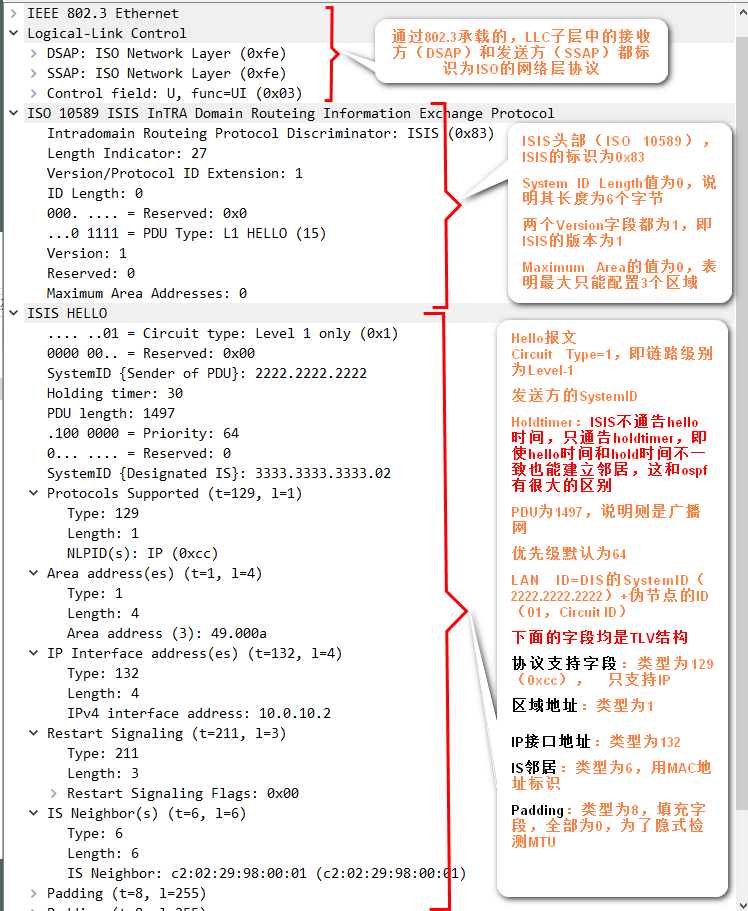 IEEE 802.3 Ethernet
Logical-Link Control
DSAP: ISO Network Layer (0xfe)
SSAP: ISO Network Layer (0xfe)
Control field: U, func=UI (0x03)
通过802.3承载的，LLC子层中的接收
方（DSAP）和发送方（SSAP）都标
识为ISO的网络层协议
ISO 10589 ISIS InTRA Domain Routeing Information Exchange Protocol
Intradomain Routeing Protocol Discriminator: ISIS (0x83)
Length Indicator: 27
Version/Protocol ID Extension: 1
ID Length: 0
000. .... = Reserved: 0x0
...0 1111 = PDU Type: L1 HELLO (15)
Version: 1
Reserved: 0
Maximum Area Addresses: 0
ISIS头部（ISO 10589），
ISIS的标识为0x83
System ID Length值为0，说
明其长度为6个字节
两个Version字段都为1，即
ISIS的版本为1
Maximum Area的值为0，表
明最大只能配置3个区域
ISIS HELLO
.... ..01 = Circuit type: Level 1 only (0x1)
0000 00.. = Reserved: 0x00
SystemID {Sender of PDU}: 2222.2222.2222
Holding timer: 30
PDU length: 1497
.100 0000 = Priority: 64
0... .... = Reserved: 0
SystemID {Designated IS}: 3333.3333.3333.02
Protocols Supported (t=129, l=1)
Type: 129
Length: 1
NLPID(s): IP (0xcc)
Area address(es) (t=1, l=4)
Type: 1
Length: 4
Area address (3): 49.000a
IP Interface address(es) (t=132, l=4)
Type: 132
Length: 4
IPv4 interface address: 10.0.10.2
Restart Signaling (t=211, l=3)
Type: 211
Length: 3
Restart Signaling Flags: 0x00
IS Neighbor(s) (t=6, l=6)
Type: 6
Length: 6
IS Neighbor: c2:02:29:98:00:01 (c2:02:29:98:00:01)
Padding (t=8, l=255)
Hello报文
Circuit Type=1，即链路级别
为Level-1
发送方的SystemID
Holdtimer：ISIS不通告hello
时间，只通告holdtimer，即
使hello时间和hold时间不一
致也能建立邻居，这和ospf
有很大的区别
PDU为1497，说明则是广播
网
优先级默认为64
LAN ID=DIS的SystemID（
2222.2222.2222）+伪节点的ID
（01，Circuit ID）
下面的字段均是TLV结构
协议支持字段：类型为129
（0xcc）， 只支持IP
区域地址：类型为1
IP接口地址：类型为132
IS邻居：类型为6，用MAC地
址标识
Padding：类型为8，填充字
段，全部为0，为了隐式检
测MTU